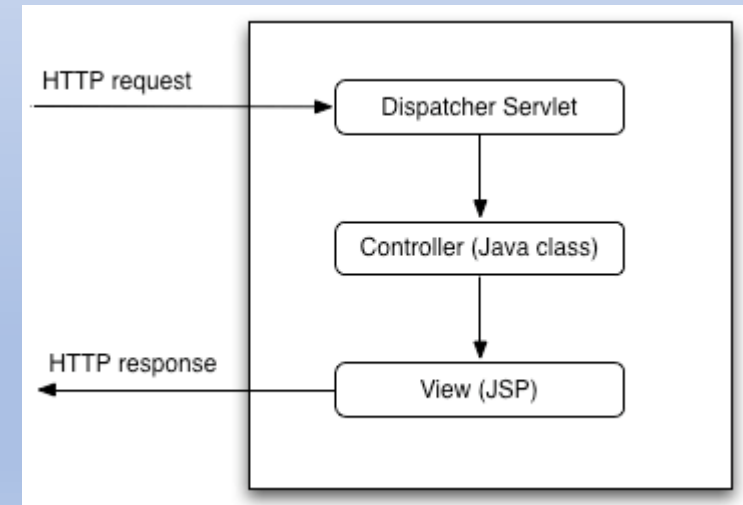 HTTP request
Dispatcher Servlet
Controller (Java class)
HTTP response
View (JSP)